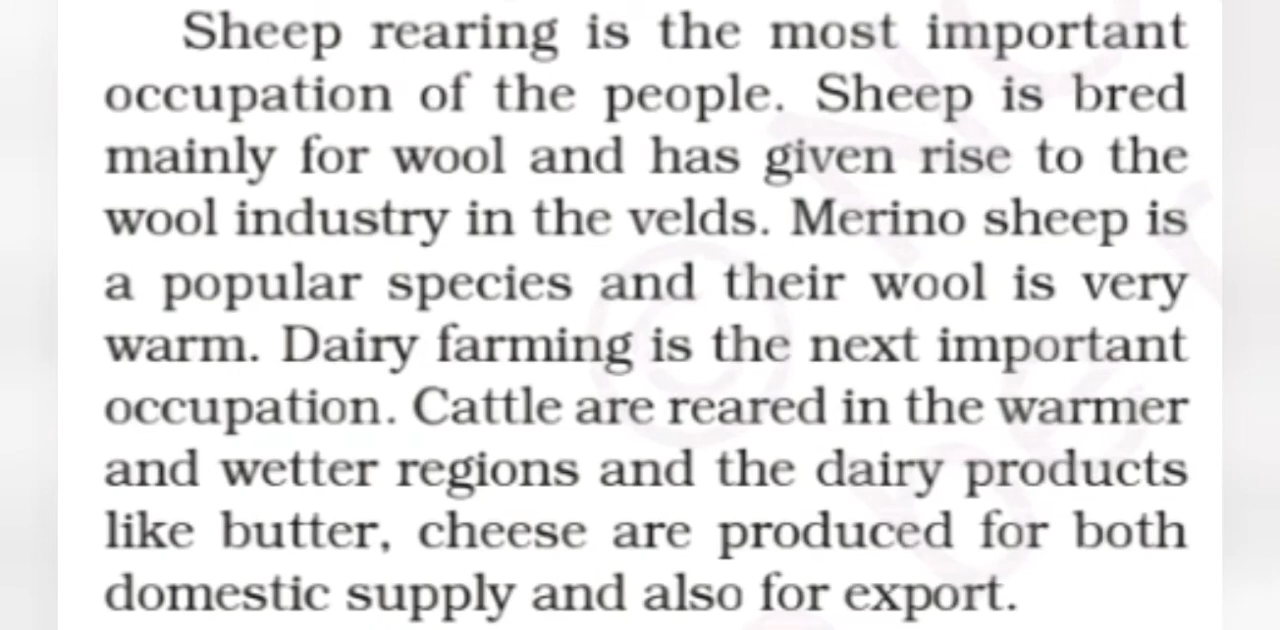 Sheep rearing is the most important
occupation of the people. Sheep is bred
mainly for wool and has given rise to the
wool industry in the velds. Merino sheep is
a popular species and their wool is very
warm. Dairy farming is the next important
occupation. Cattle are reared in the warmer
and wetter regions and the dairy products
like butter, cheese are produced for both
domestic supply and also for export.